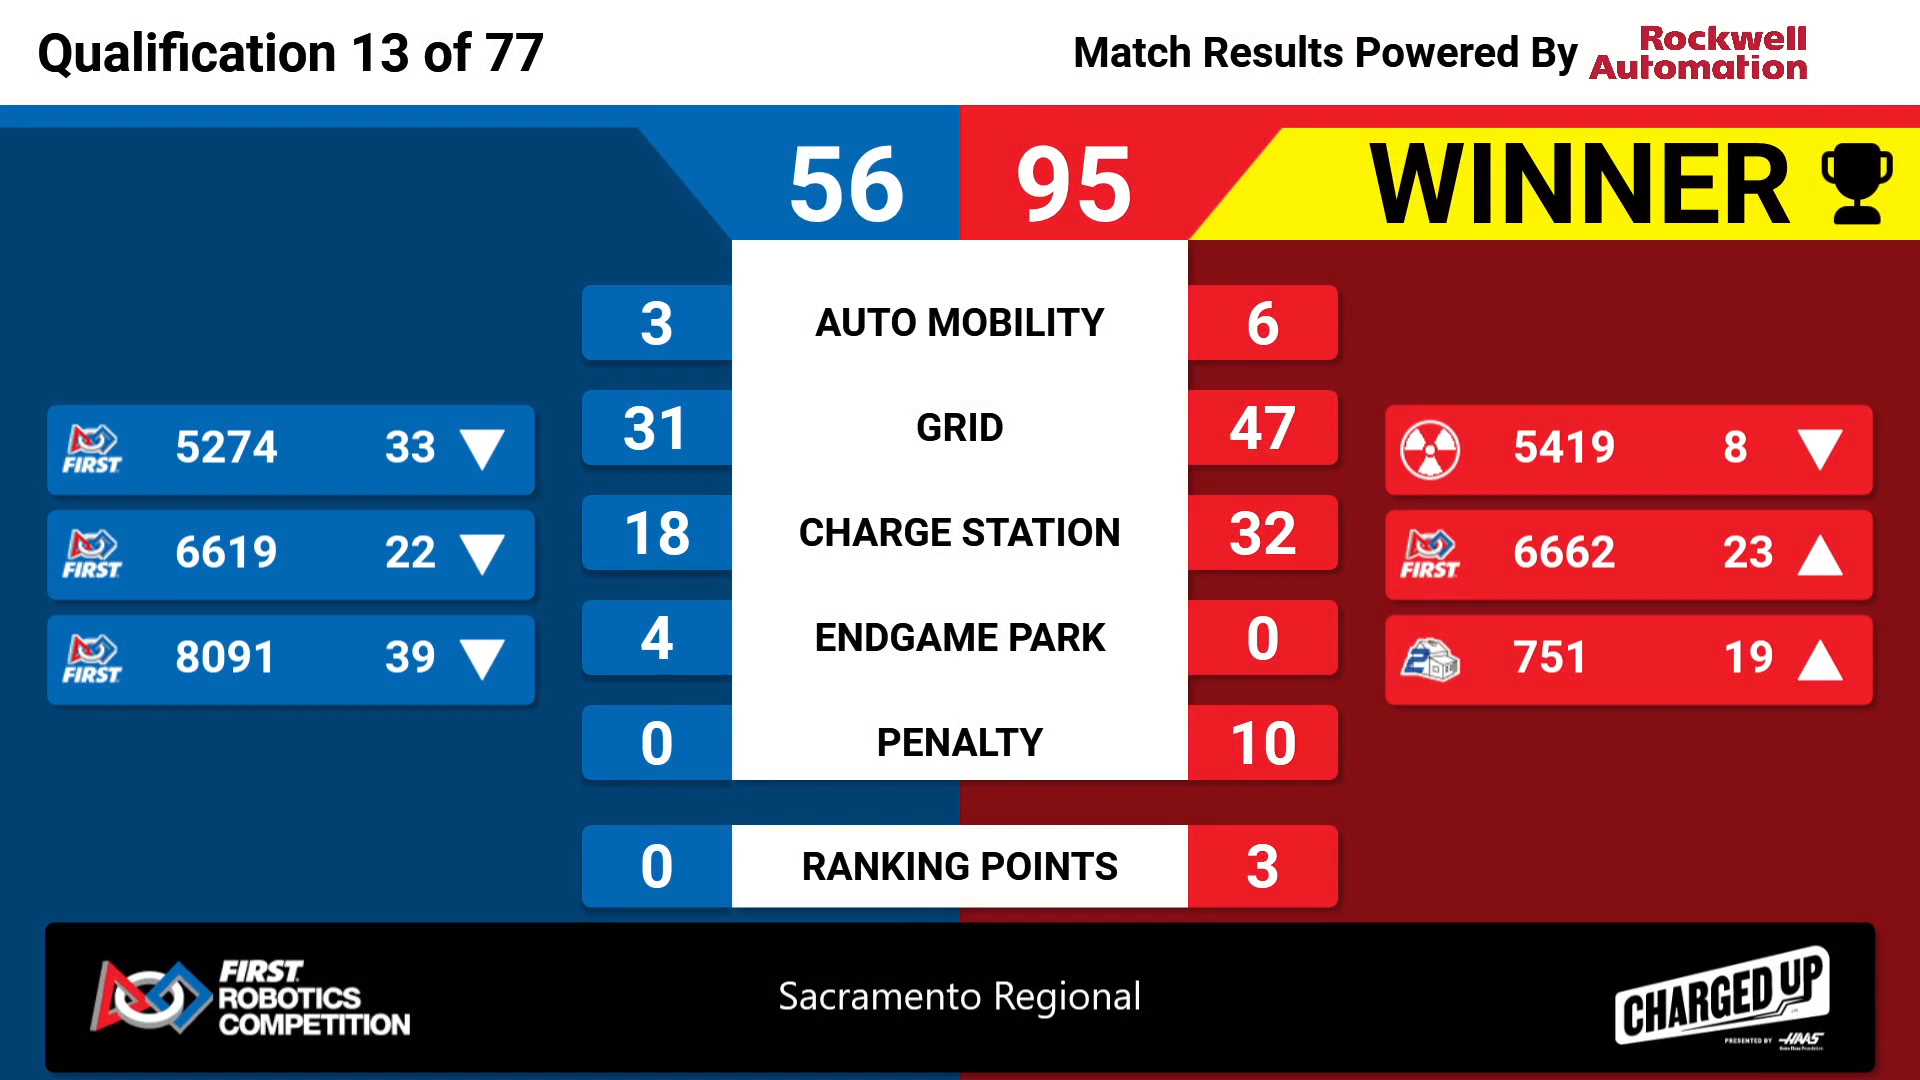 Qualification 13 of 77
Match Results Powered By
Rockwell
Automation
56 95 WINNER
3 AUTO MOBILITY 6
31 GRID 47
18 CHARGE STATION 32
4 ENDGAME PARK 0
0 PENALTY 10
0 RANKING POINTS 3
FIRST 5274 33
FIRST 6619 22
FIRST 8091 39
5419 8
FIRST 6662 23
2 751 19
FIRST
ROBOTICS
COMPETITION
Sacramento Regional
CHARGED UP
PRESENTED BY HAAS